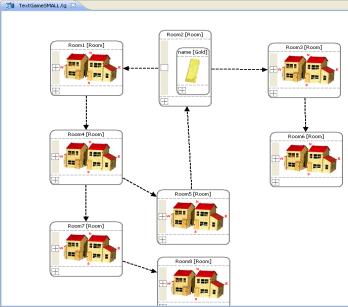 TextGameSMALL.tg
Room2 [Room]
Room1 [Room]
Room3 [Room]
name [Gold]
Room4 [Room]
Room6 [Room]
Room5 [Room]
Room7 [Room]
Room8 [Room]